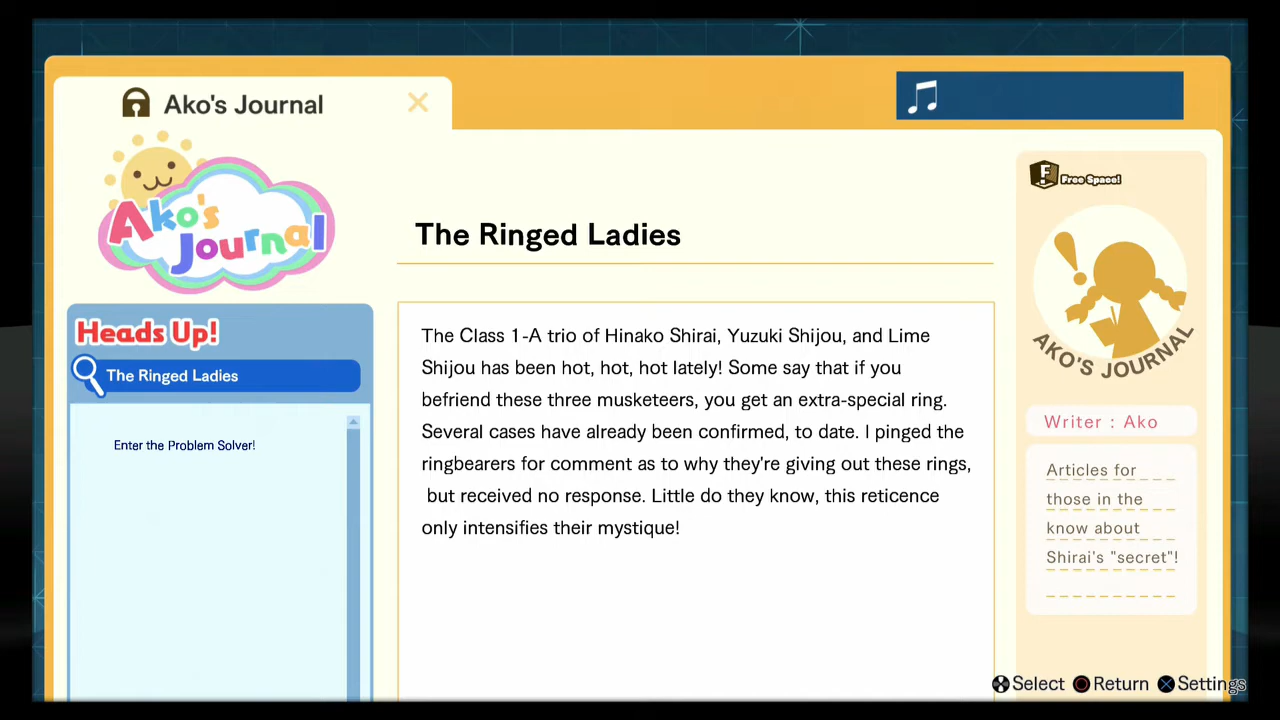 Ako's Journal
Ako's
Journal
Heads Up!
The Ringed Ladies
Enter the Problem Solver!
The Ringed Ladies
The Class 1-A trio of Hinako Shirai, Yuzuki Shijou, and Lime
Shijou has been hot, hot, hot lately! Some say that if you
befriend these three musketeers, you get an extra-special ring.
Several cases have already been confirmed, to date. I pinged the
ringbearers for comment as to why they're giving out these rings,
but received no response. Little do they know, this reticence
only intensifies their mystique!
F
Free Space!
AKO'S JOURNAL
Writer : Ako
Articles for
those in the
know about
Shirai's "secret"!
Select Return Settings